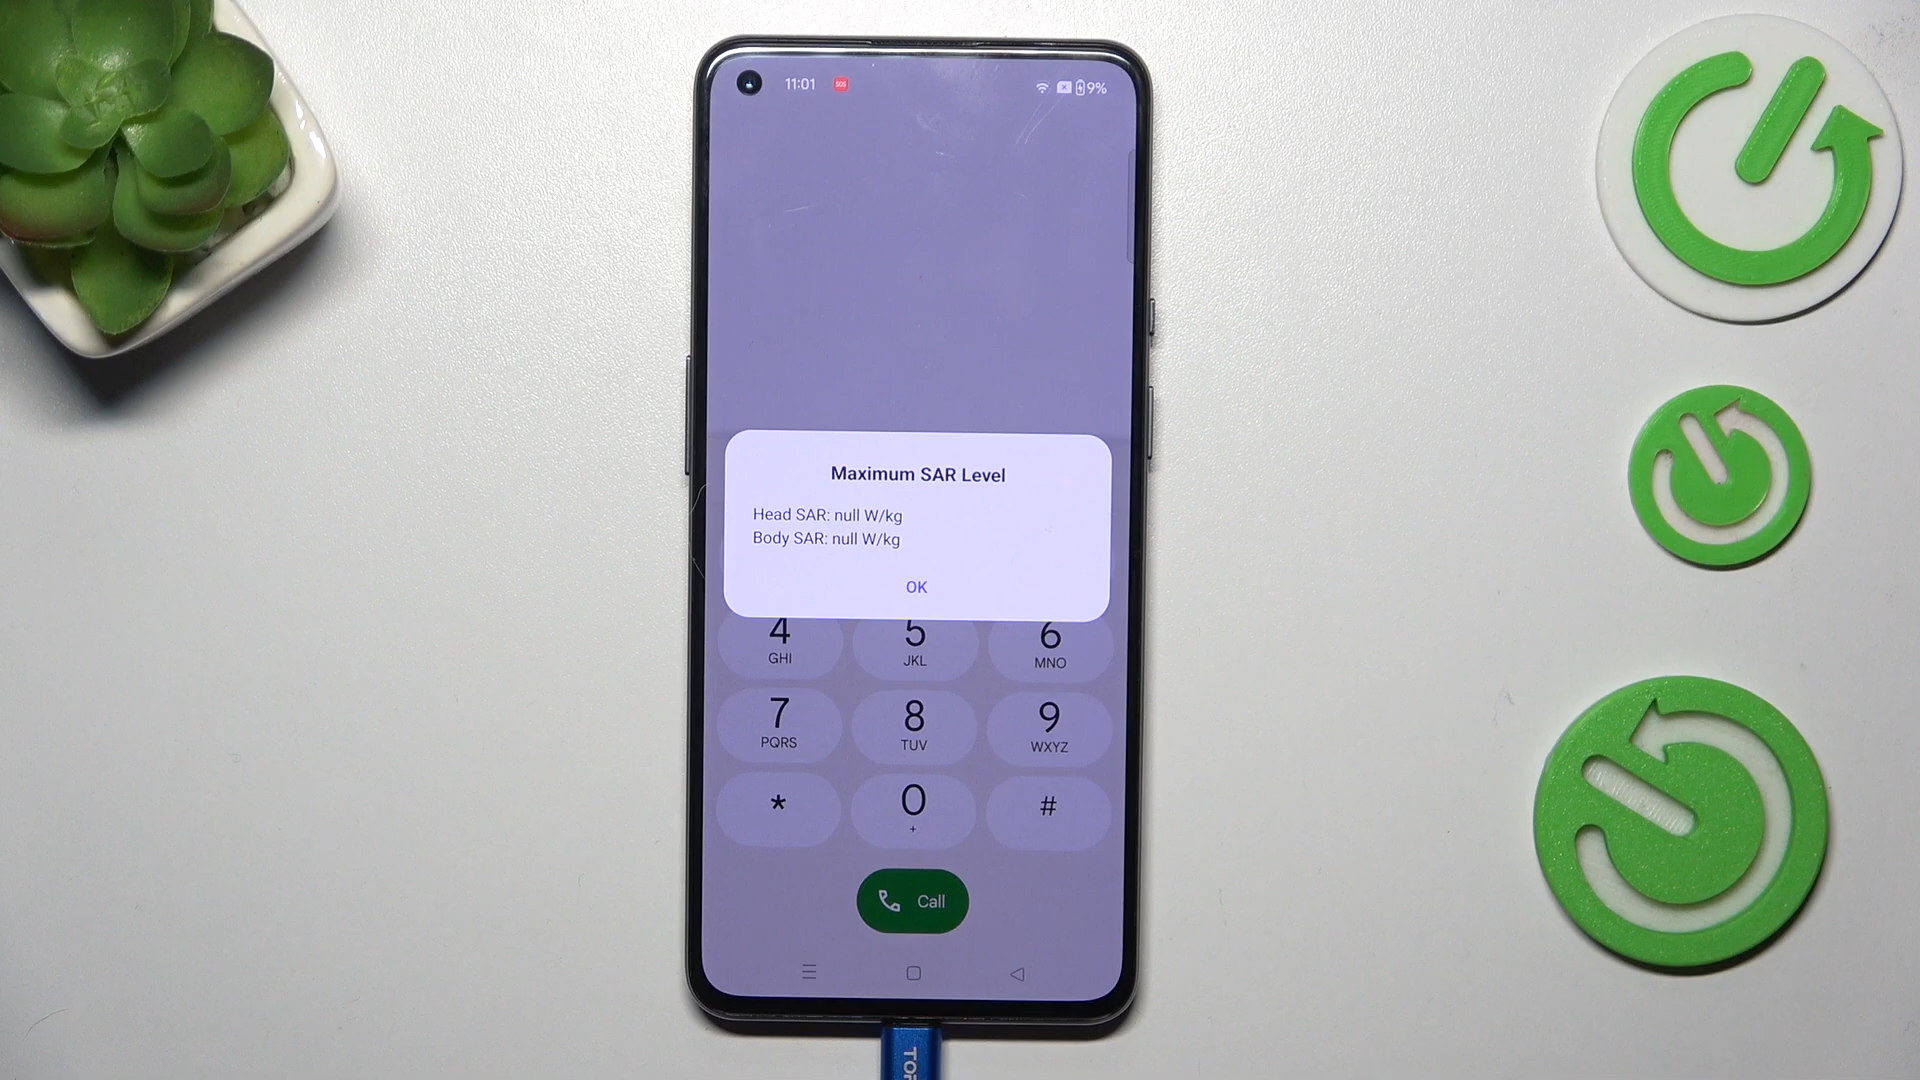 11:01 SOS 9%
Maximum SAR Level
Head SAR: null W/kg
Body SAR: null W/kg
OK
4 5 6
GHI JKL MNO
7 8 9
PQRS TUV WXYZ
* 0 #
+
Call